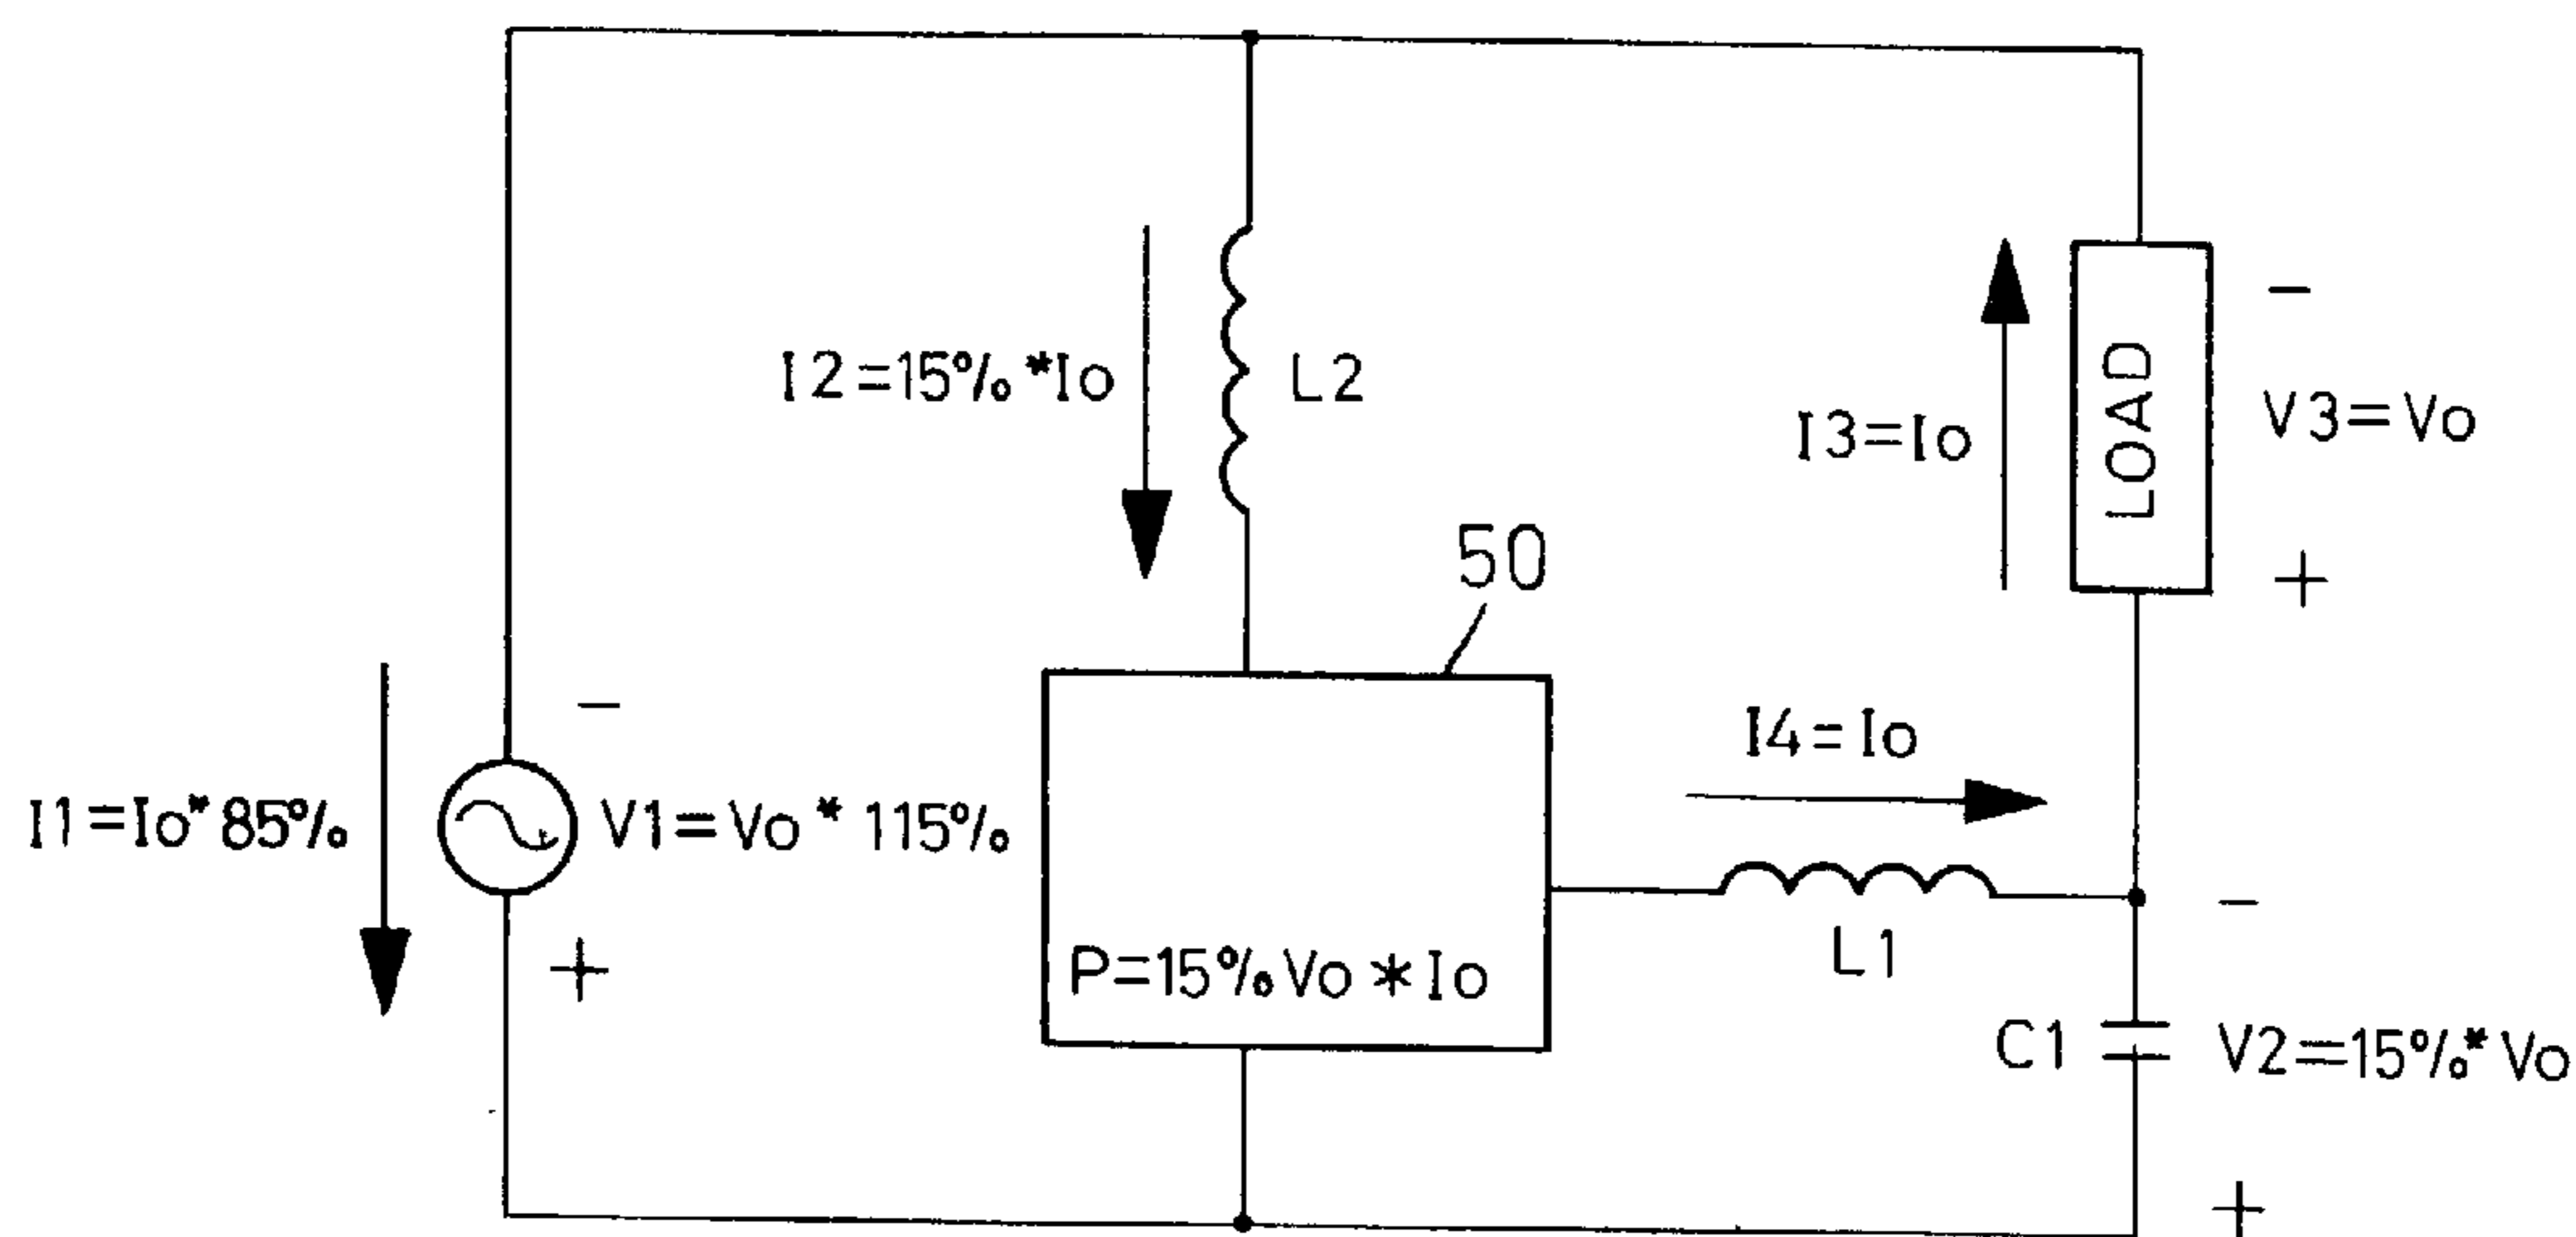 I2=15%*Io
L2
I3=Io
LOAD
-
V3=Vo
+
50
I1=Io*85%
-
V1=Vo*115%
+
I4=Io
L1
P=15%Vo*Io
-
C1
V2=15%*Vo
+